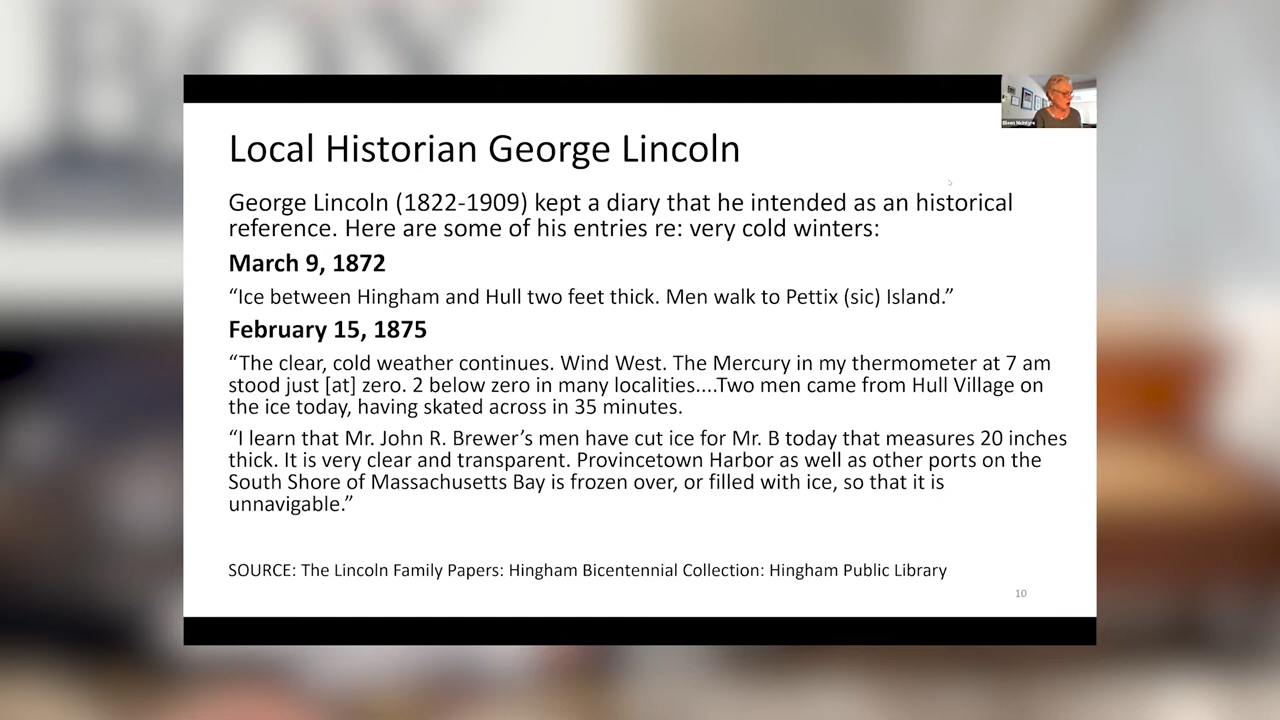 Local Historian George Lincoln
George Lincoln (1822-1909) kept a diary that he intended as an historical
reference. Here are some of his entries re: very cold winters:
March 9, 1872
“Ice between Hingham and Hull two feet thick. Men walk to Pettix (sic) Island.”
February 15, 1875
“The clear, cold weather continues. Wind West. The Mercury in my thermometer at 7 am
stood just [at] zero. 2 below zero in many localities....Two men came from Hull Village on
the ice today, having skated across in 35 minutes.
“I learn that Mr. John R. Brewer’s men have cut ice for Mr. B today that measures 20 inches
thick. It is very clear and transparent. Provincetown Harbor as well as other ports on the
South Shore of Massachusetts Bay is frozen over, or filled with ice, so that it is
unnavigable.”
SOURCE: The Lincoln Family Papers: Hingham Bicentennial Collection: Hingham Public Library
10